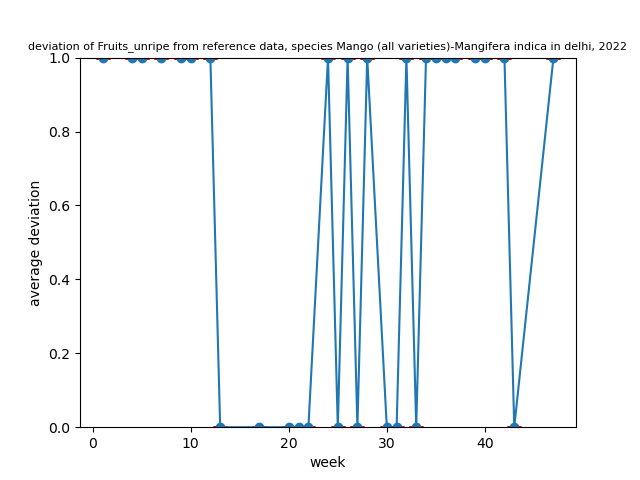 deviation of Fruits_unripe from reference data, species Mango (all varieties)-Mangifera indica in delhi, 2022
1.0
0.8
0.6
0.4
0.2
0.0
average deviation
0 10 20 30 40
week